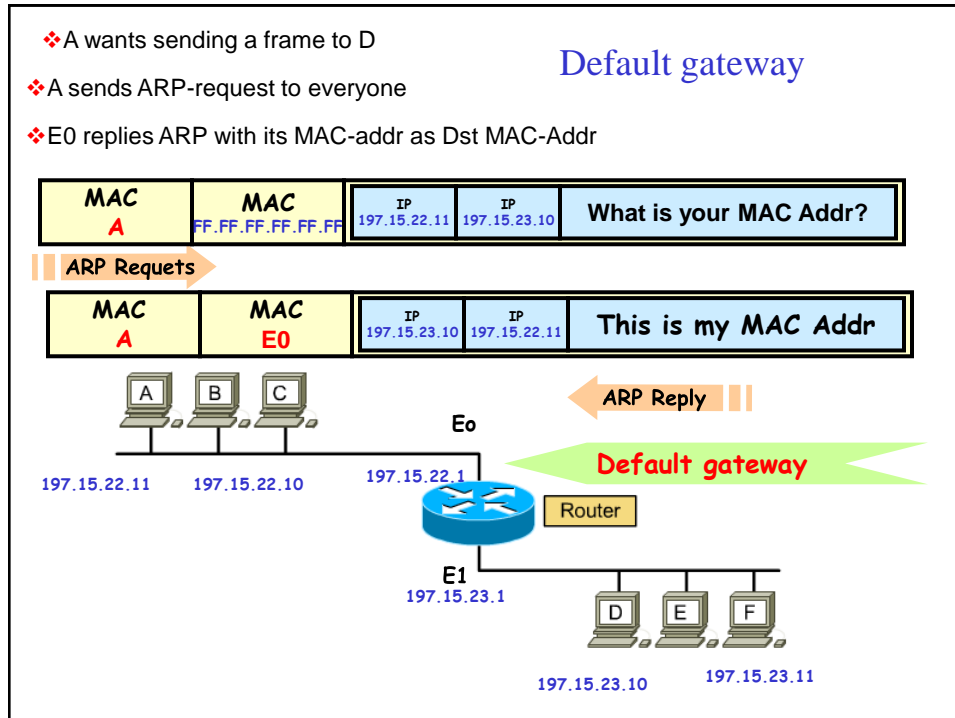 ❖A wants sending a frame to D
Default gateway
❖A sends ARP-request to everyone
❖E0 replies ARP with its MAC-addr as Dst MAC-Addr
MAC
A
MAC
FF.FF.FF.FF.FF.FF
IP
197.15.22.11
IP
197.15.23.10
What is your MAC Addr?
ARP Requets
MAC
A
MAC
E0
IP
197.15.23.10
IP
197.15.22.11
This is my MAC Addr
A
B
C
ARP Reply
Eo
Default gateway
197.15.22.11
197.15.22.10
197.15.22.1
Router
E1
197.15.23.1
D
E
F
197.15.23.10
197.15.23.11